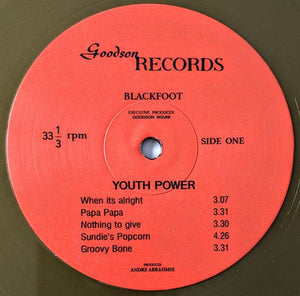 Goodson RECORDS
BLACKFOOT
EXECUTIVE PRODUCER
GOODSON NGUNI
33 1/3 rpm
SIDE ONE
YOUTH POWER
When its alright 3.07
Papa Papa 3.31
Nothing to give 3.30
Sundie's Popcorn 4.26
Groovy Bone 3.31
PRODUCER
ANDRE ABRAHMSE